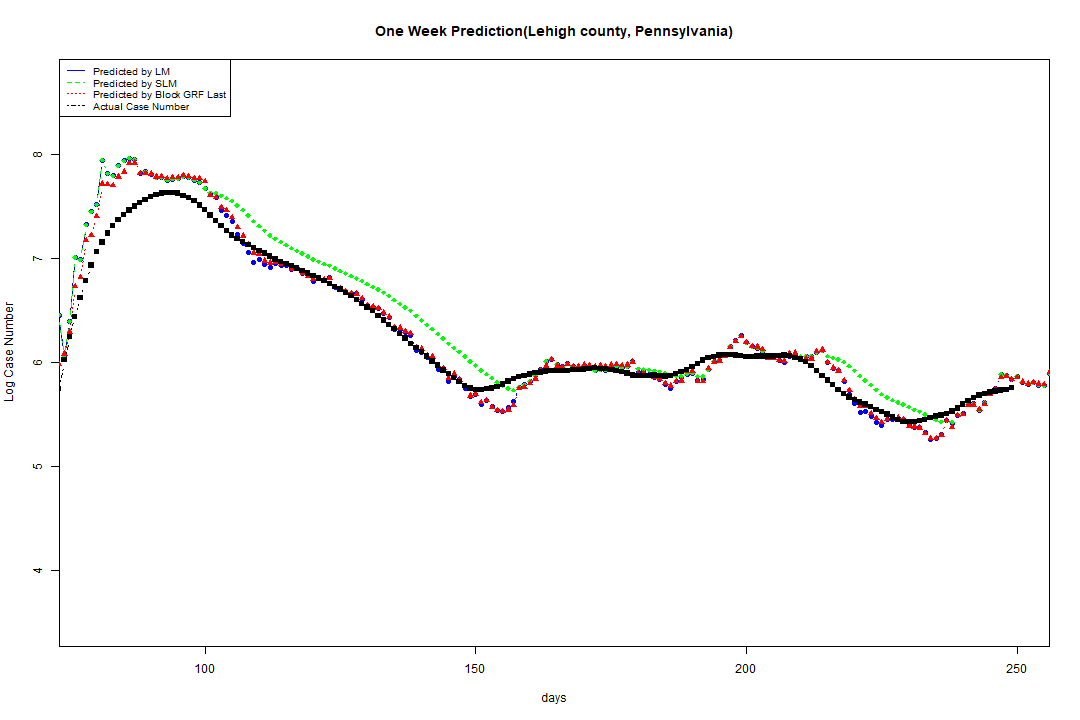 One Week Prediction(Lehigh county, Pennsylvania)
Predicted by LM
Predicted by SLM
Predicted by Block GRF Last
Actual Case Number
8
7
6
5
4
Log Case Number
100
150
200
250
days